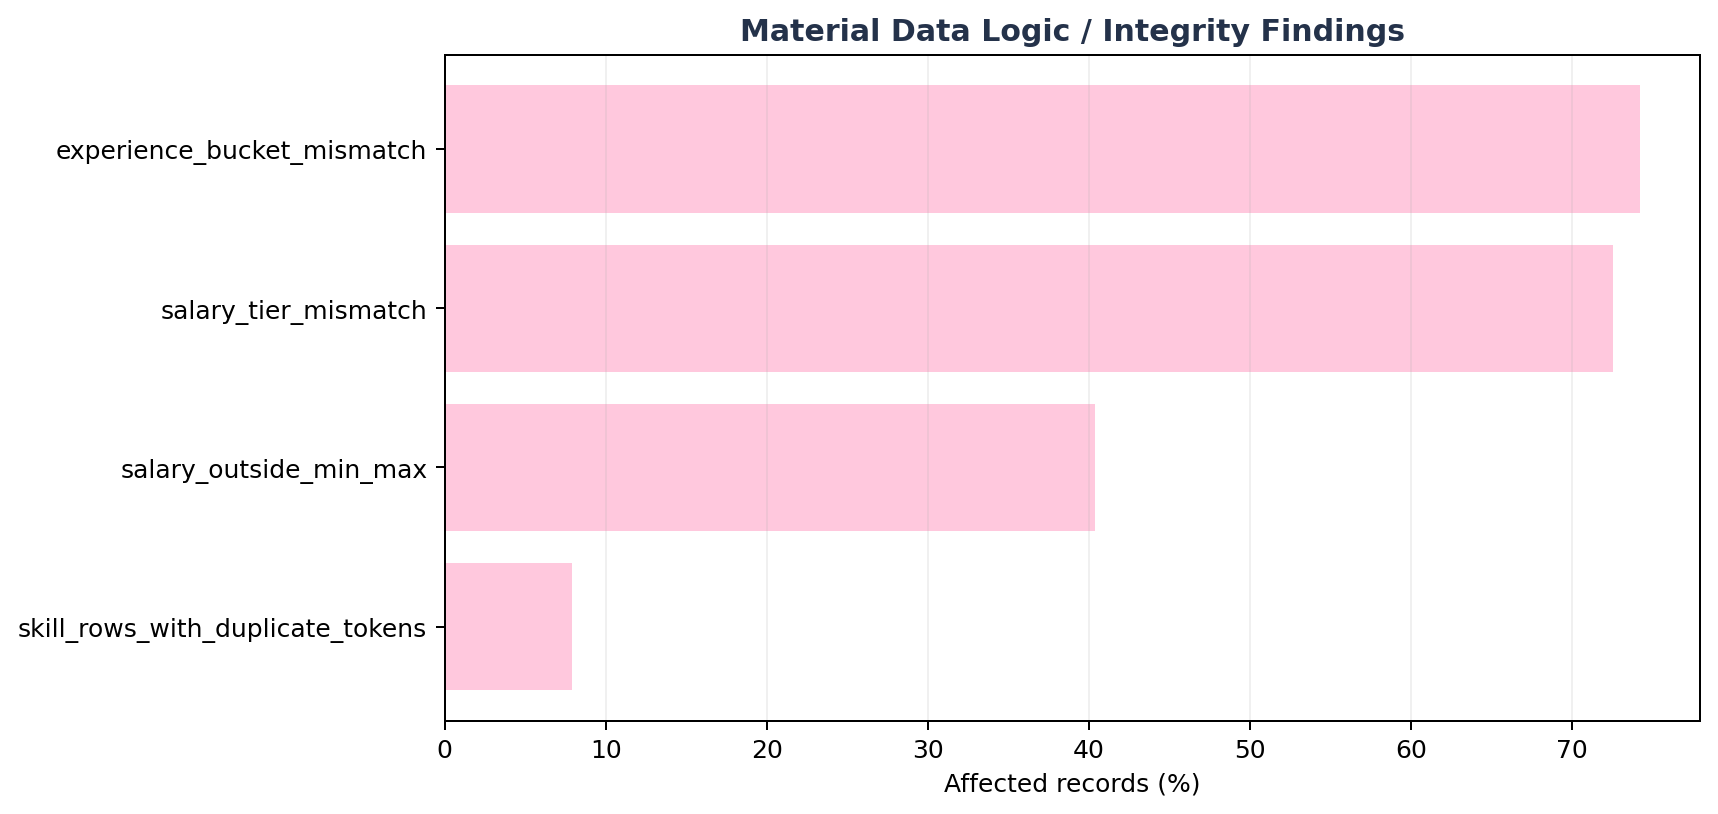 Material Data Logic / Integrity Findings
experience_bucket_mismatch
salary_tier_mismatch
salary_outside_min_max
skill_rows_with_duplicate_tokens
0 10 20 30 40 50 60 70
Affected records (%)